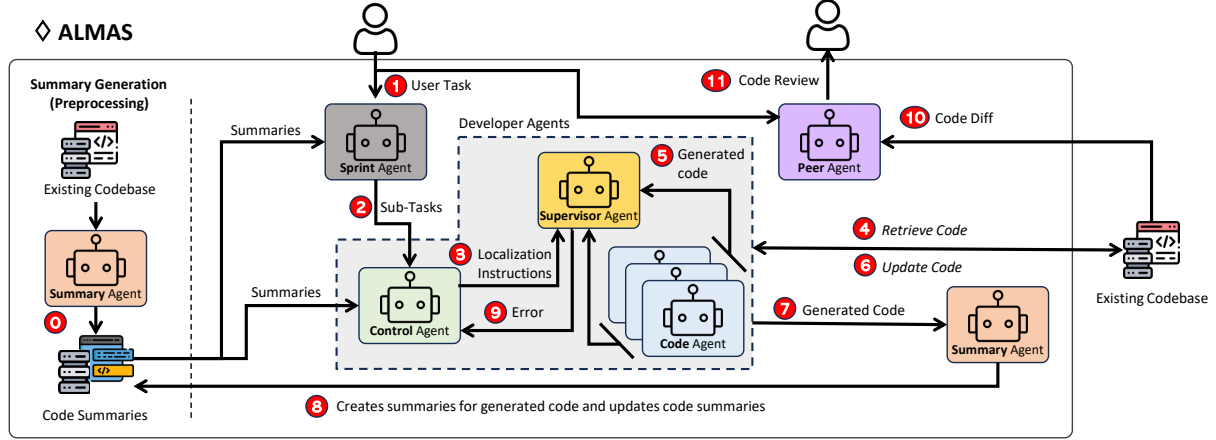 ◊ ALMAS
Summary Generation
(Preprocessing)
Existing Codebase
Summary Agent
0
Code Summaries
Summaries
Summaries
1 User Task
Sprint Agent
2 Sub-Tasks
Developer Agents
Supervisor Agent
5 Generated
code
3 Localization
Instructions
Control Agent
9 Error
Code Agent
11 Code Review
Peer Agent
10 Code Diff
4 Retrieve Code
6 Update Code
Existing Codebase
7 Generated Code
Summary Agent
8 Creates summaries for generated code and updates code summaries